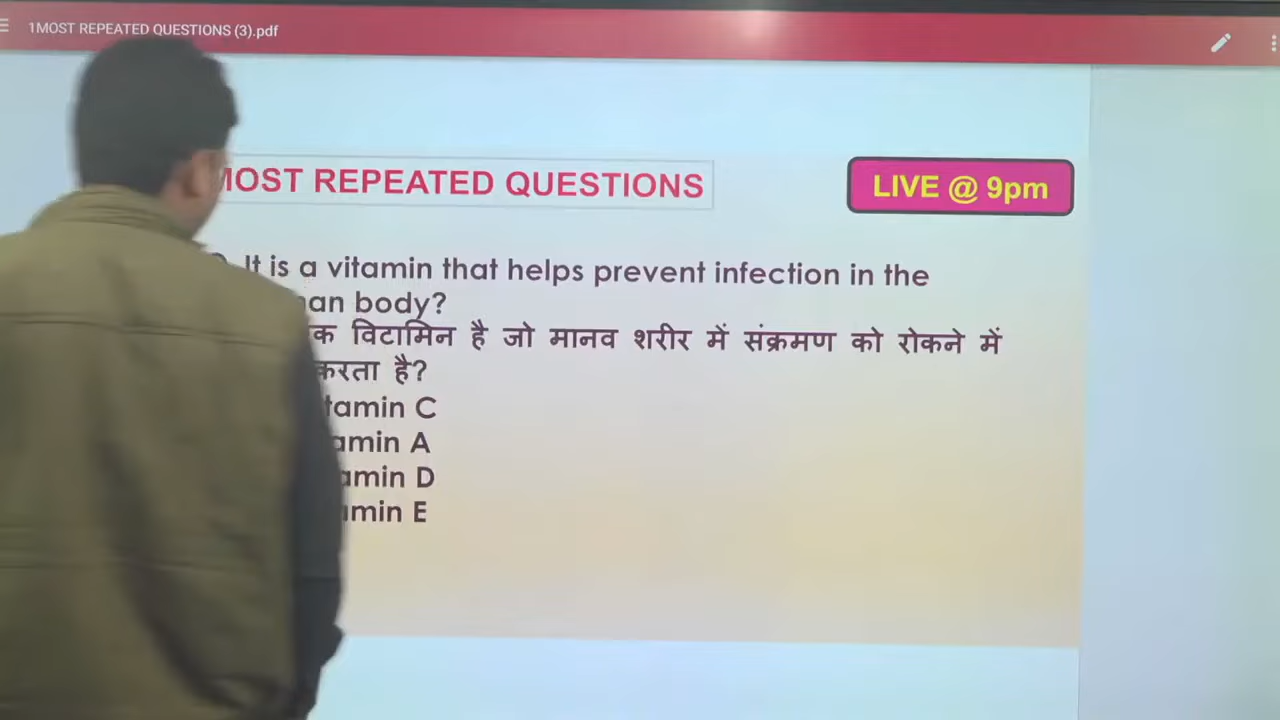 1MOST REPEATED QUESTIONS (3).pdf
MOST REPEATED QUESTIONS
LIVE @ 9pm
It is a vitamin that helps prevent infection in the
body?
विटामिन है जो मानव शरीर में संक्रमण को रोकने में
करता है?
C
A
D
E